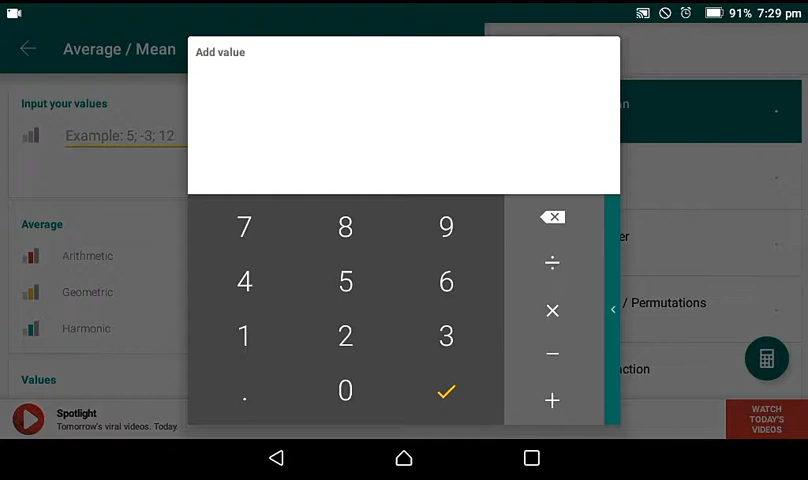 91% 7:29 pm
Average / Mean
Add value
Input your values
Example: 5; -3; 12
Average
Arithmetic
Geometric
Harmonic
Values
7 8 9
4 5 6 ÷
1 2 3 ×
. 0 −
+
/ Permutations
Spotlight
Tomorrow's viral videos. Today.
WATCH
TODAY'S
VIDEOS